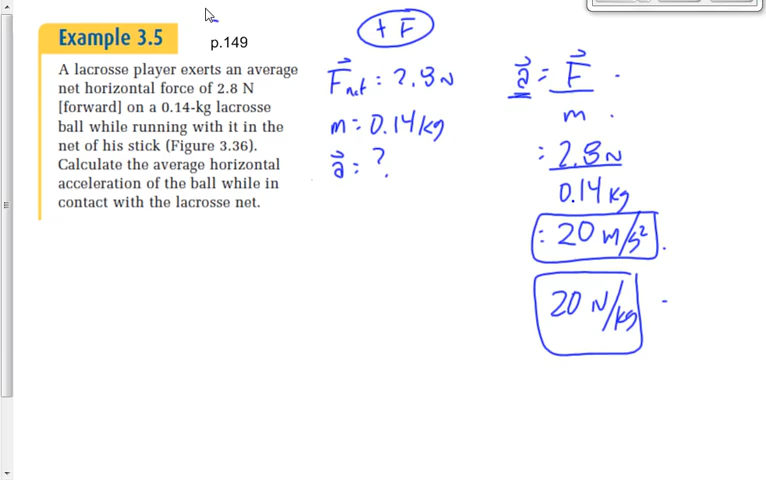 Example 3.5
p.149
A lacrosse player exerts an average
net horizontal force of 2.8 N
[forward] on a 0.14-kg lacrosse
ball while running with it in the
net of his stick (Figure 3.36).
Calculate the average horizontal
acceleration of the ball while in
contact with the lacrosse net.
+ F
F⃗net : 2.8 N
m = 0.14 kg
a⃗ = ?
a⃗ = F⃗
m
: 2.8 N
0.14 kg
: 20 m/s²
20 N/kg